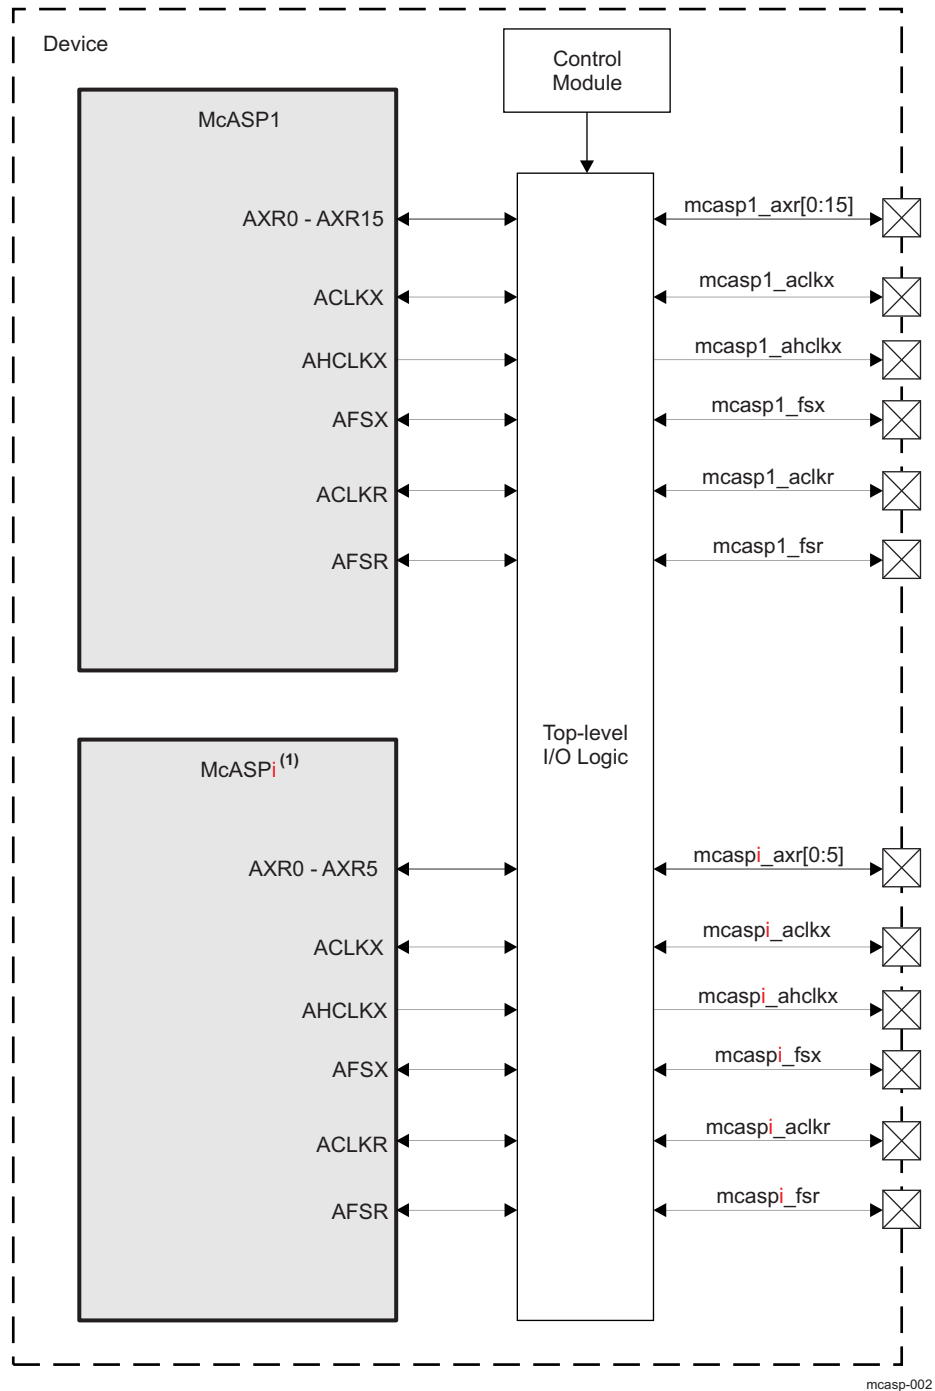 Device
Control
Module
McASP1
AXR0 - AXR15
mcasp1_axr[0:15]
ACLKX
mcasp1_aclkx
AHCLKX
mcasp1_ahclkx
AFSX
mcasp1_fsx
ACLKR
mcasp1_aclkr
AFSR
mcasp1_fsr
Top-level
I/O Logic
McASPi(1)
AXR0 - AXR5
mcaspi_axr[0:5]
ACLKX
mcaspi_aclkx
AHCLKX
mcaspi_ahclkx
AFSX
mcaspi_fsx
ACLKR
mcaspi_aclkr
AFSR
mcaspi_fsr
mcasp-002